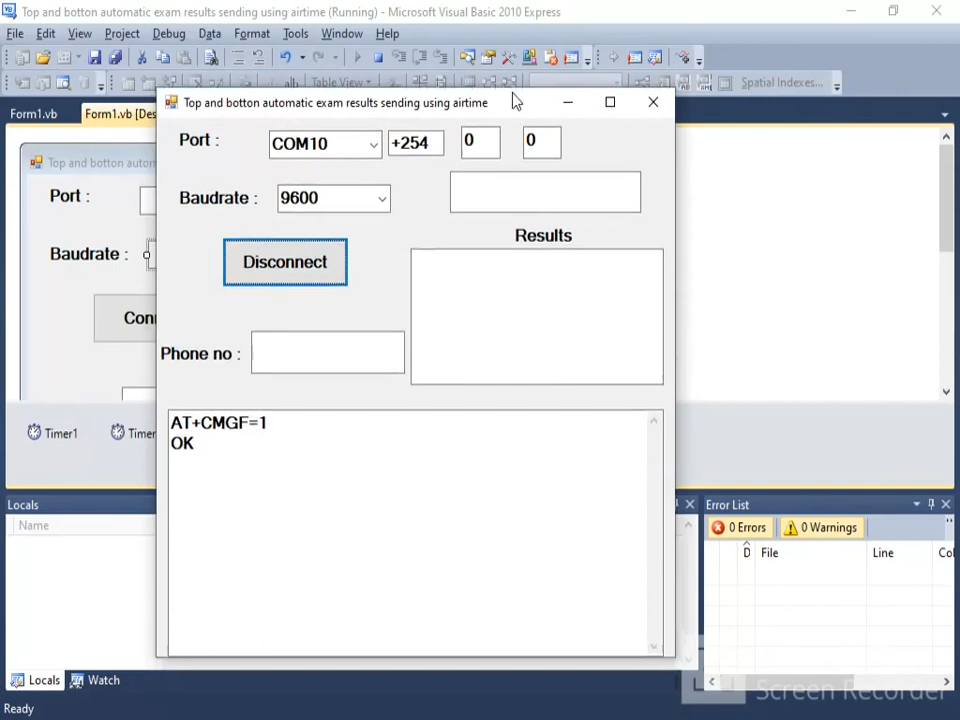 Top and botton automatic exam results sending using airtime (Running) - Microsoft Visual Basic 2010 Express
File Edit View Project Debug Data Format Tools Window Help
Table View
Spatial Indexes...
Form1.vb
Form1.vb [Des
Top and botton autom
Port :
Baudrate :
Conn
Timer1
Timer
Top and botton automatic exam results sending using airtime
Port :
COM10
+254
0
0
Baudrate :
9600
Results
Disconnect
Phone no :
AT+CMGF=1
OK
Locals
Name
Error List
0 Errors
0 Warnings
D
File
Line
Col
Locals
Watch
Ready
Screen Recorder